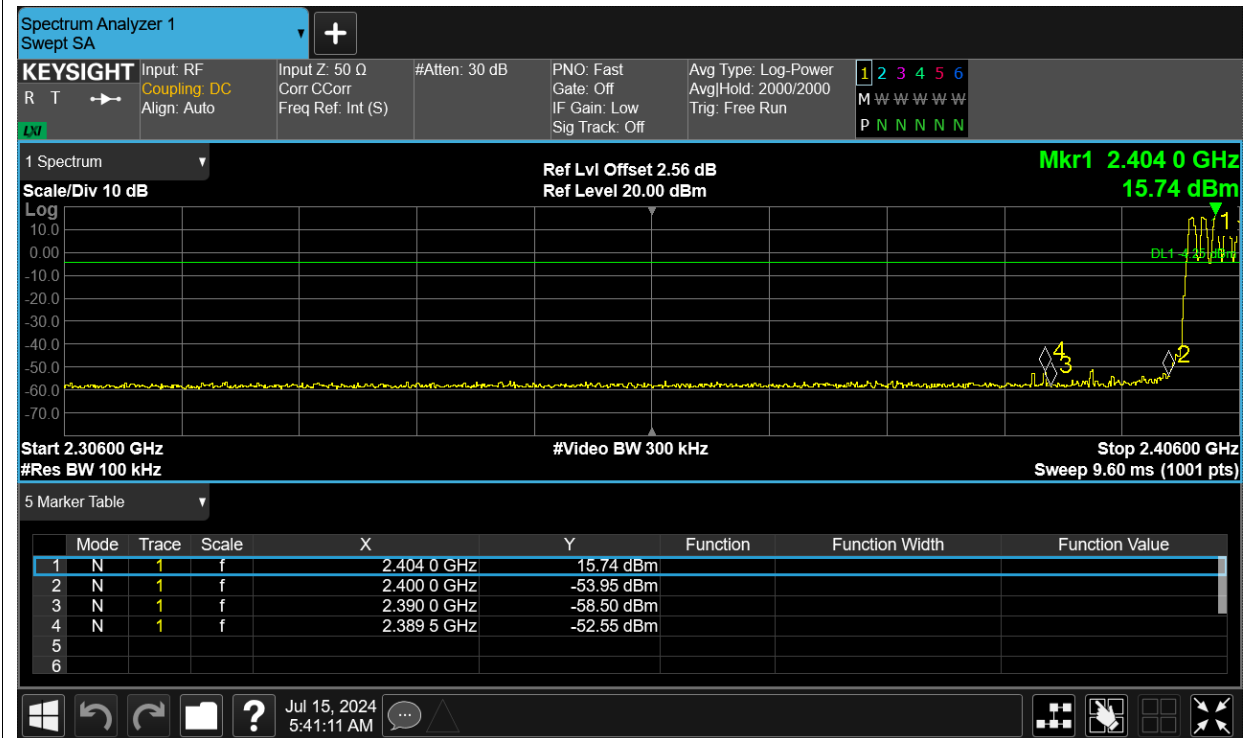 Spectrum Analyzer 1
Swept SA
+
KEYSIGHT Input: RF Input Z: 50 Ω #Atten: 30 dB PNO: Fast Avg Type: Log-Power 1 2 3 4 5 6
R T Coupling: DC Corr CCorr Gate: Off Avg|Hold: 2000/2000 M W W W W W
Align: Auto Freq Ref: Int (S) IF Gain: Low Trig: Free Run
LXI Sig Track: Off P N N N N N
1 Spectrum
Ref Lvl Offset 2.56 dB Mkr1 2.404 0 GHz
Scale/Div 10 dB Ref Level 20.00 dBm 15.74 dBm
Log
1
10.0
0.00
DL1 -4.25 dBm
-10.0
-20.0
-30.0
-40.0
4 3 2
-50.0
-60.0
-70.0
Start 2.30600 GHz #Video BW 300 kHz Stop 2.40600 GHz
#Res BW 100 kHz Sweep 9.60 ms (1001 pts)
5 Marker Table
Mode Trace Scale X Y Function Function Width Function Value
1 N 1 f 2.404 0 GHz 15.74 dBm
2 N 1 f 2.400 0 GHz -53.95 dBm
3 N 1 f 2.390 0 GHz -58.50 dBm
4 N 1 f 2.389 5 GHz -52.55 dBm
5
6
? Jul 15, 2024
5:41:11 AM